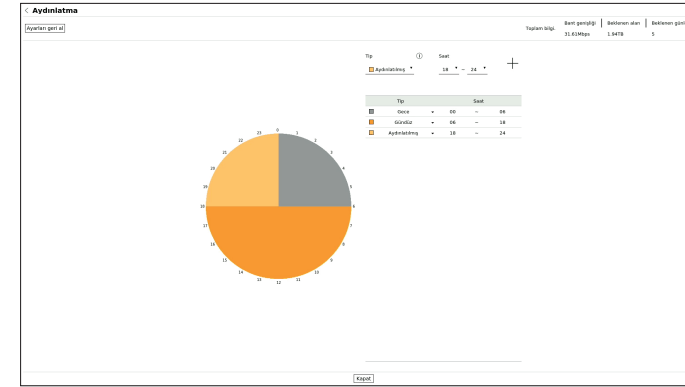 < Aydınlatma
Ayarları geri al
Toplam bilgi.
Bant genişliği
Beklenen alan
31.61Mbps
1.94TB
5
Tip
Saat
Aydınlatılmış
18 ~ 24
Tip Saat
Gece 00 ~ 06
Gündüz 06 ~ 18
Aydınlatılmış 18 ~ 24
0
1
2
3
4
5
6
7
8
9
10
11
12
13
14
15
16
17
18
19
20
21
22
23
Kapat